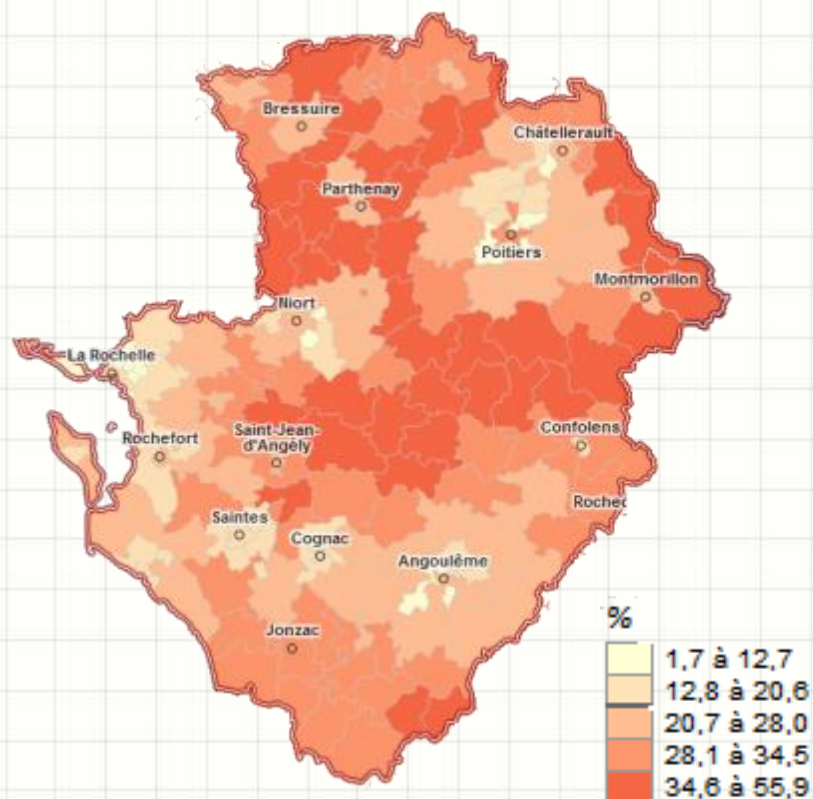 Bressuire
Châtellerault
Parthenay
Poitiers
Montmorillon
Niort
La Rochelle
Rochefort
Saint-Jean-
d'Angély
Confolens
Rochec
Saintes
Cognac
Angoulême
Jonzac
%
1,7 à 12,7
12,8 à 20,6
20,7 à 28,0
28,1 à 34,5
34,6 à 55,9